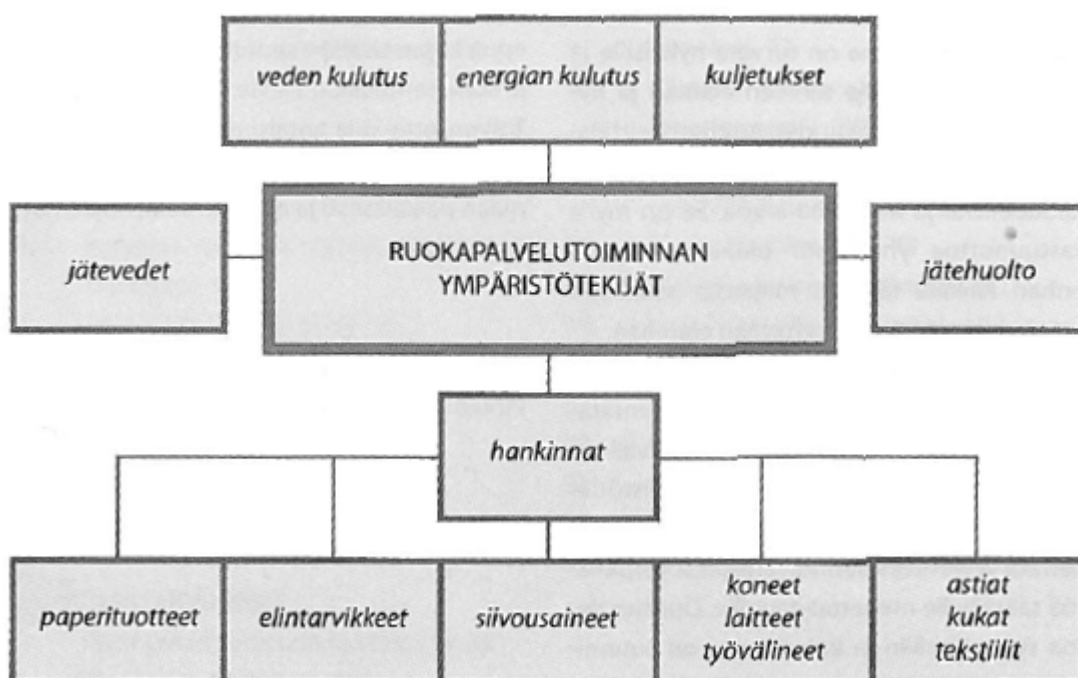 veden kulutus
energian kulutus
kuljetukset
jätevedet
RUOKAPALVELUTOIMINNAN
YMPÄRISTÖTEKIJÄT
jätehuolto
hankinnat
paperituotteet
elintarvikkeet
siivousaineet
koneet
laitteet
työvälineet
astiat
kukat
tekstiilit